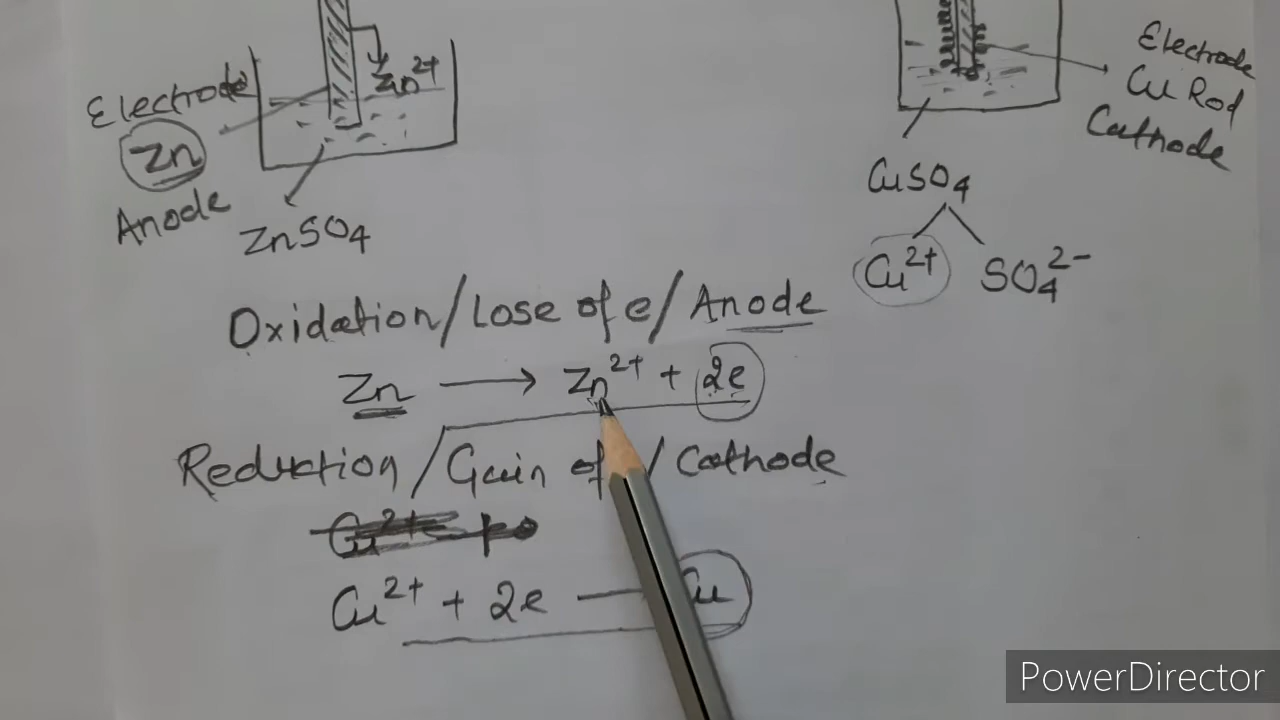 Zn²⁺
Electrode
Zn
Anode
ZnSO₄
Electrode
Cu Rod
Cathode
CuSO₄
Cu²⁺ SO₄²⁻
Oxidation/Lose of e/Anode
Zn ⟶ Zn²⁺ + 2e
Reduction/Gain of / Cathode
Cu²⁺ + 2e — Cu
PowerDirector